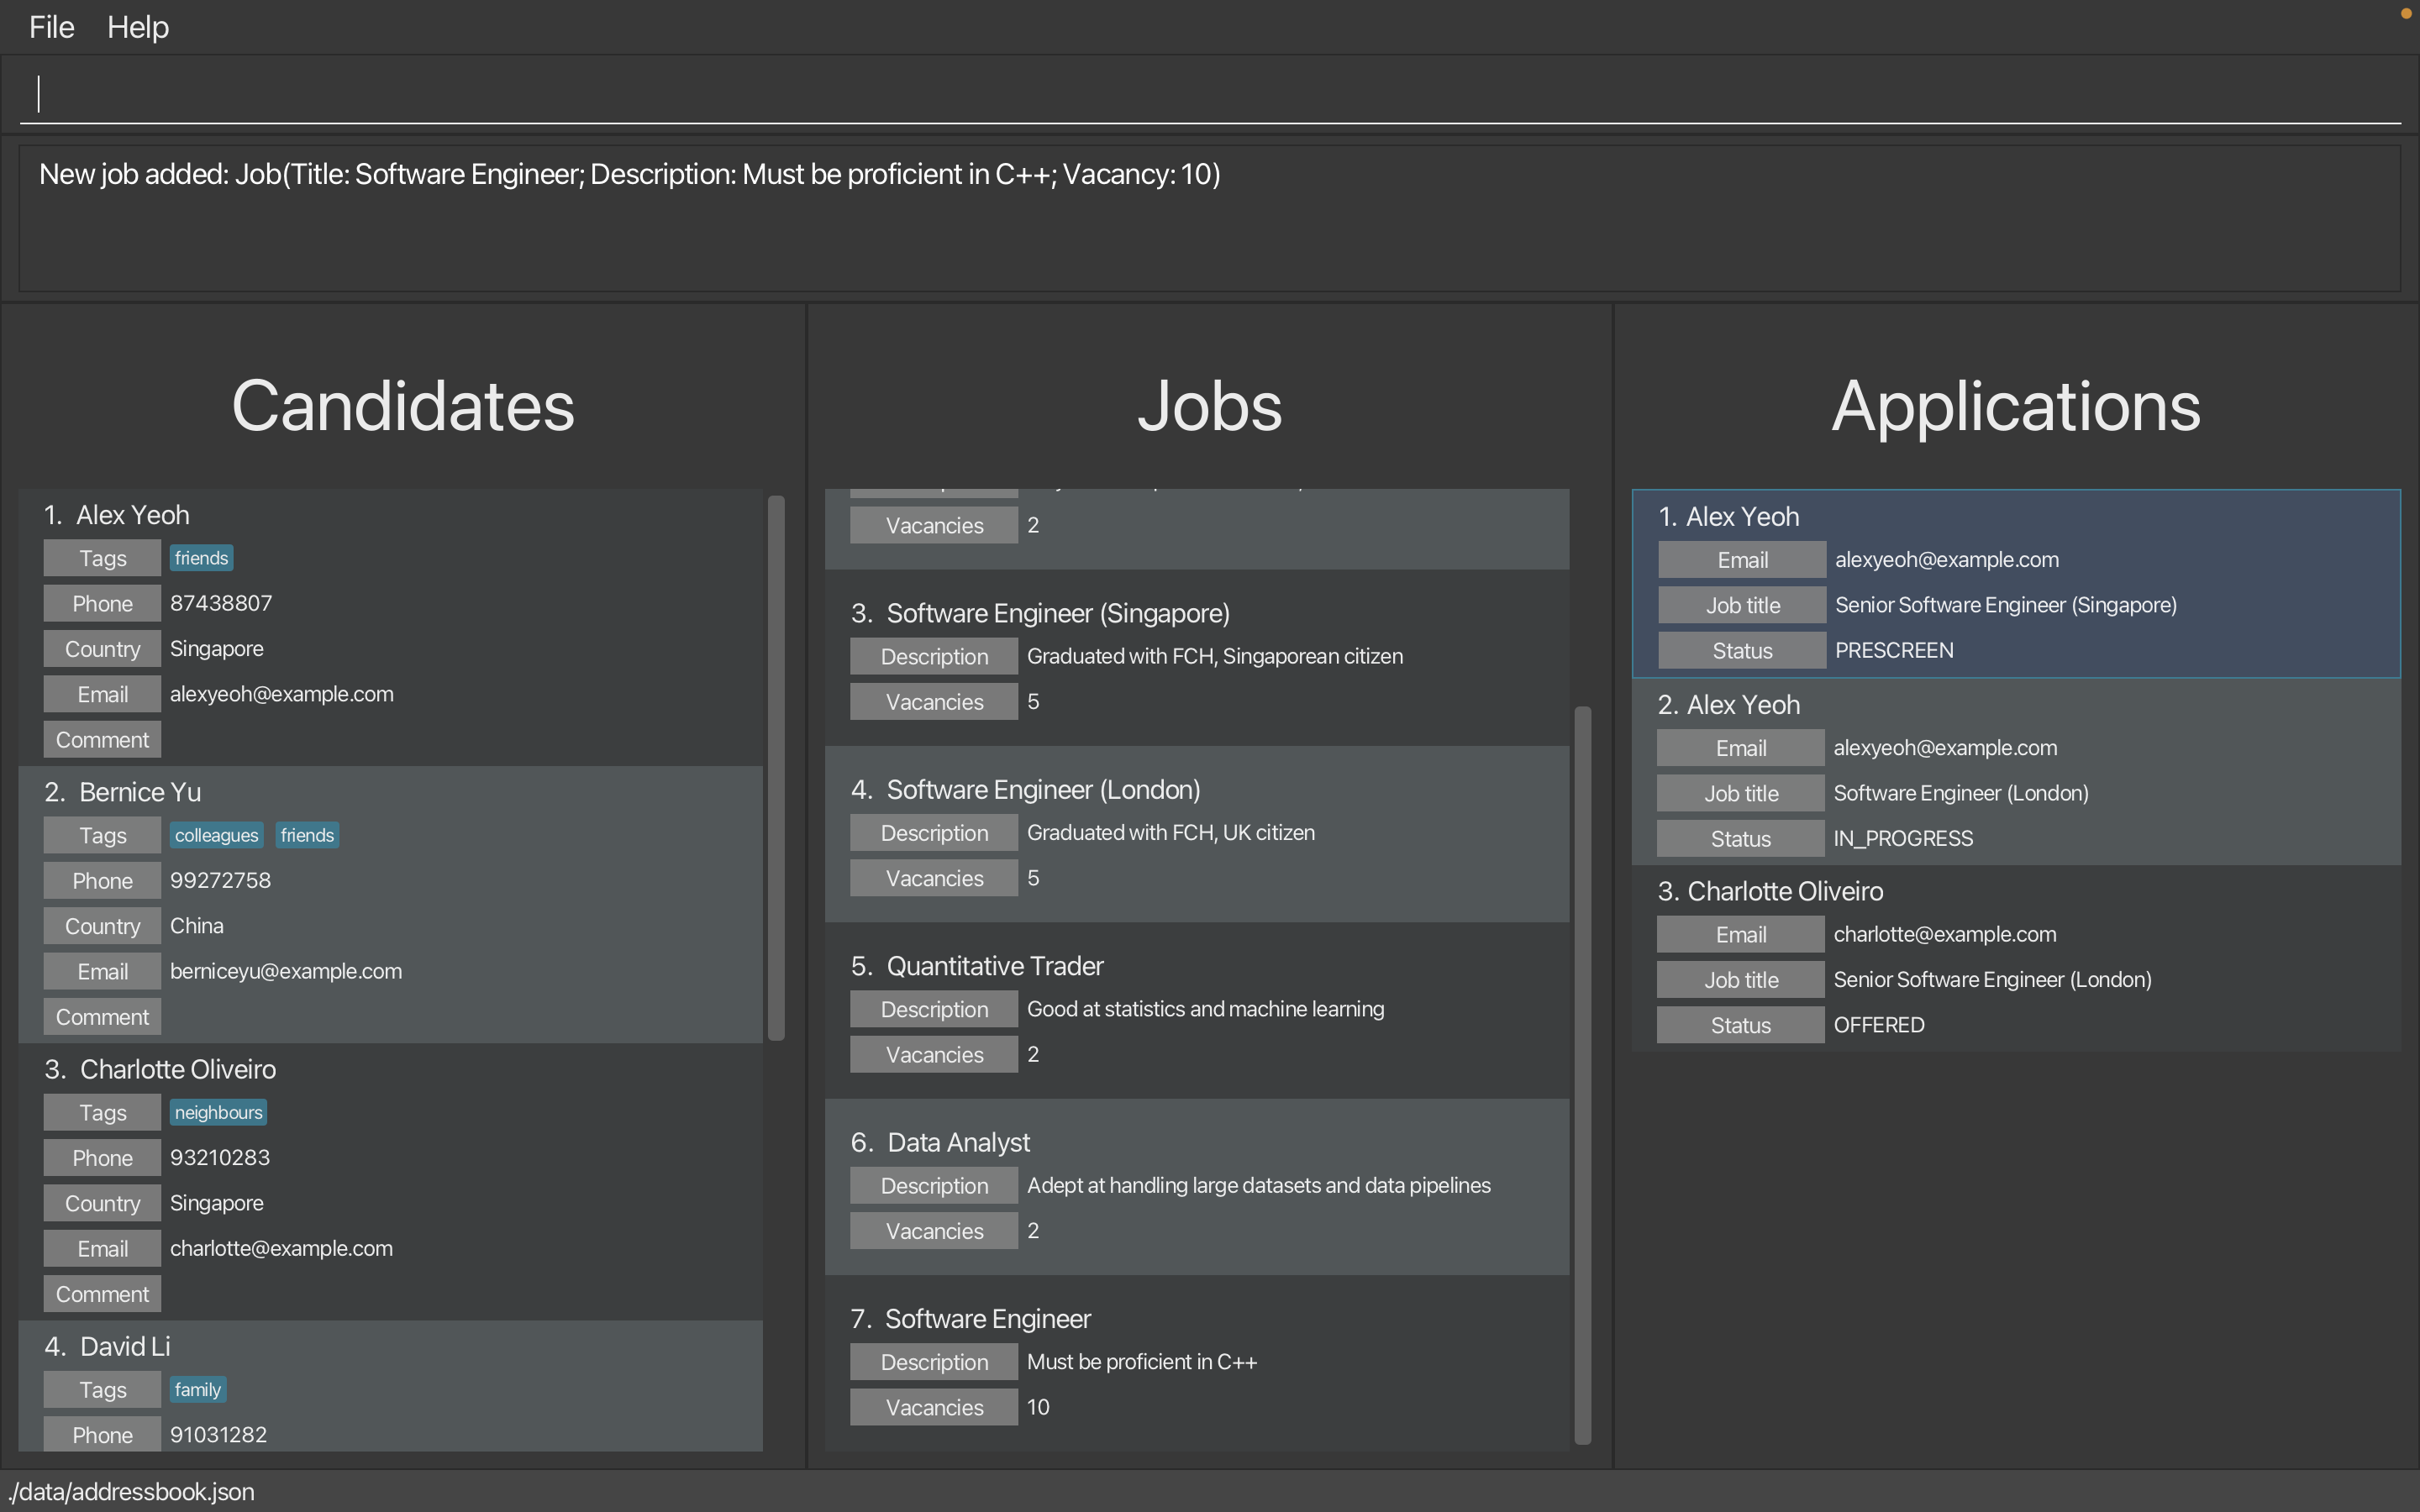 File Help
New job added: Job(Title: Software Engineer; Description: Must be proficient in C++; Vacancy: 10)
Candidates
1. Alex Yeoh
Tags friends
Phone 87438807
Country Singapore
Email alexyeoh@example.com
Comment
2. Bernice Yu
Tags colleagues friends
Phone 99272758
Country China
Email berniceyu@example.com
Comment
3. Charlotte Oliveiro
Tags neighbours
Phone 93210283
Country Singapore
Email charlotte@example.com
Comment
4. David Li
Tags family
Phone 91031282
Jobs
Vacancies 2
3. Software Engineer (Singapore)
Description Graduated with FCH, Singaporean citizen
Vacancies 5
4. Software Engineer (London)
Description Graduated with FCH, UK citizen
Vacancies 5
5. Quantitative Trader
Description Good at statistics and machine learning
Vacancies 2
6. Data Analyst
Description Adept at handling large datasets and data pipelines
Vacancies 2
7. Software Engineer
Description Must be proficient in C++
Vacancies 10
Applications
1. Alex Yeoh
Email alexyeoh@example.com
Job title Senior Software Engineer (Singapore)
Status PRESCREEN
2. Alex Yeoh
Email alexyeoh@example.com
Job title Software Engineer (London)
Status IN_PROGRESS
3. Charlotte Oliveiro
Email charlotte@example.com
Job title Senior Software Engineer (London)
Status OFFERED
./data/addressbook.json